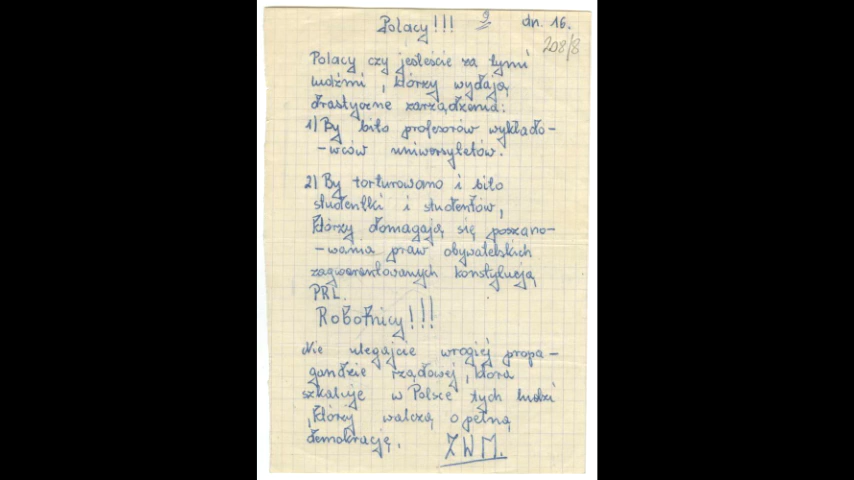 Polacy!!! 9 dn. 16.
208/8
Polacy czy jesteście za tymi
ludźmi, którzy wydają
drastyczne zarządzenia:
1) By bito profesorów wykłado-
-wców uniwersytetów.
2) By torturowano i bito
studentki i studentów,
którzy domagają się poszano-
-wania praw obywatelskich
zagwarantowanych konstytucją
PRL.
Robotnicy!!!
Nie ulegajcie wrogiej propa-
gandzie rządowej, która
szkaluje w Polsce tych ludzi
, którzy walczą o pełną
demokrację.
ZWM.